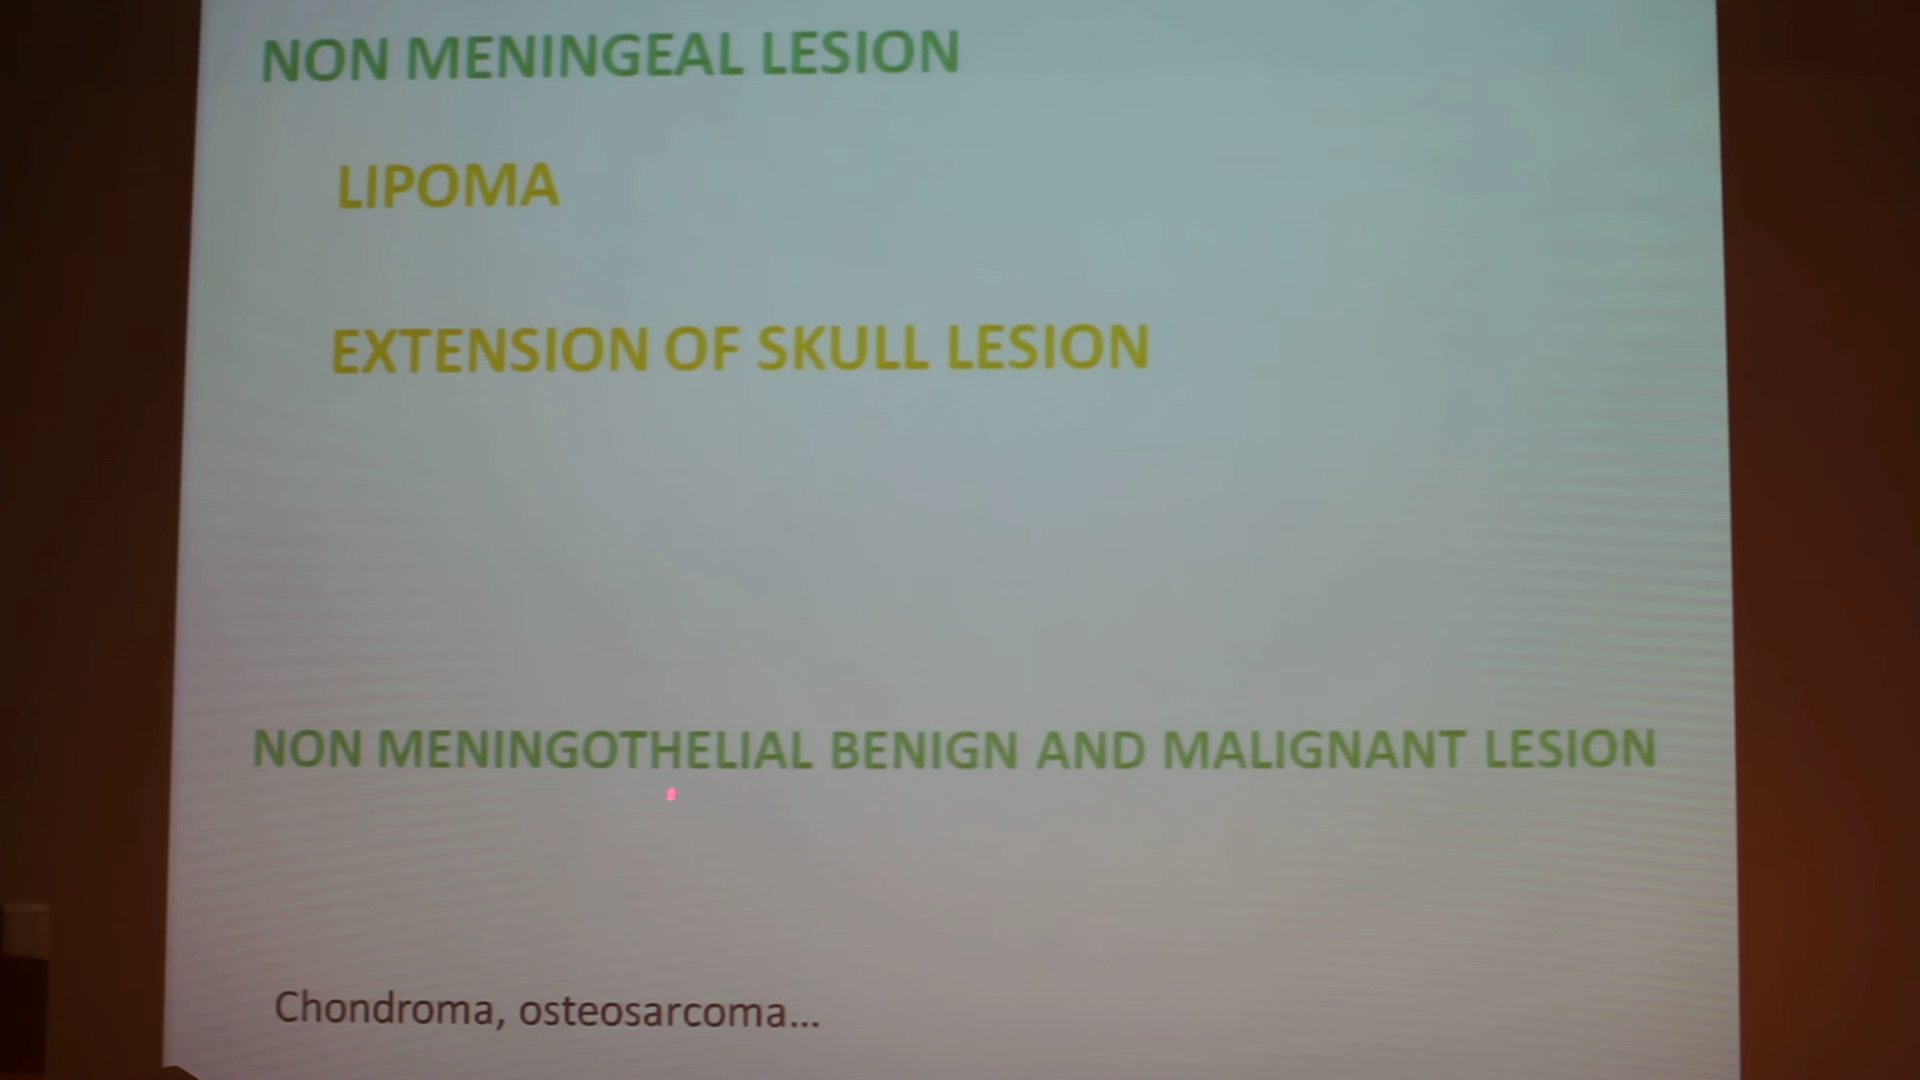 NON MENINGEAL LESION
LIPOMA
EXTENSION OF SKULL LESION
NON MENINGOTHELIAL BENIGN AND MALIGNANT LESION
Chondroma, osteosarcoma...